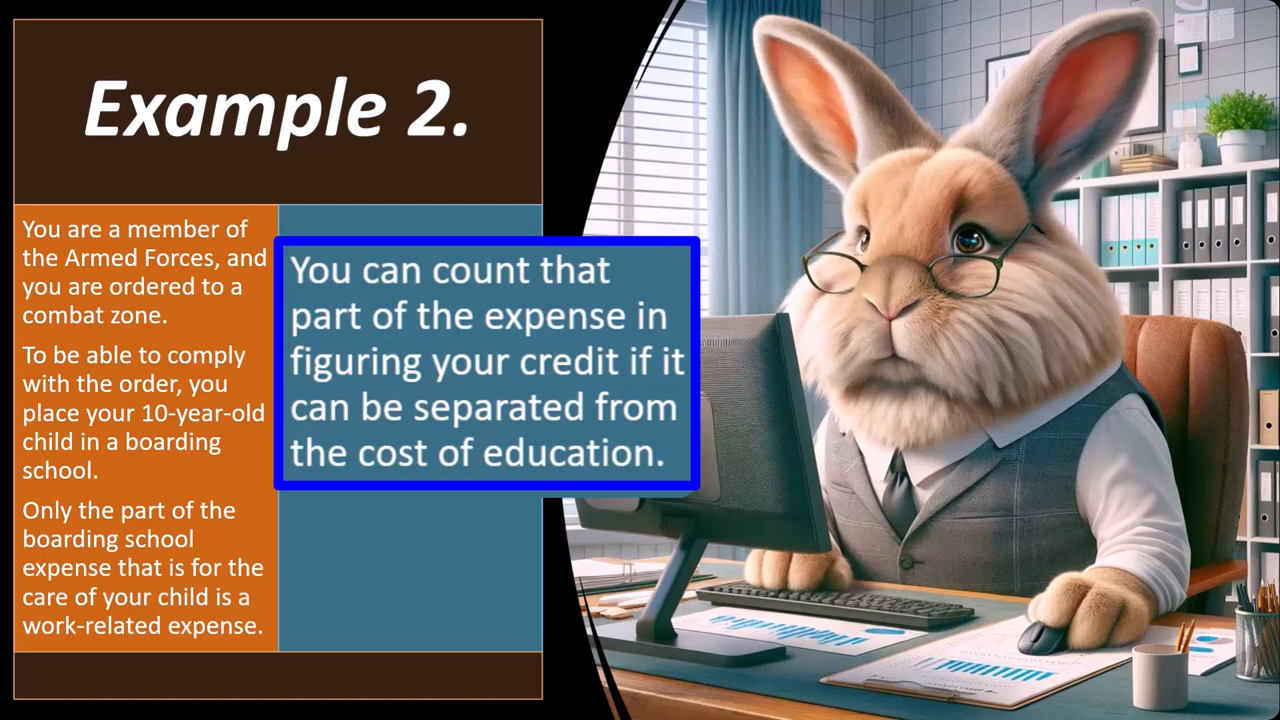 Example 2.
You are a member of
the Armed Forces, and
you are ordered to a
combat zone.
To be able to comply
with the order, you
place your 10-year-old
child in a boarding
school.
Only the part of the
boarding school
expense that is for the
care of your child is a
work-related expense.
You can count that
part of the expense in
figuring your credit if it
can be separated from
the cost of education.